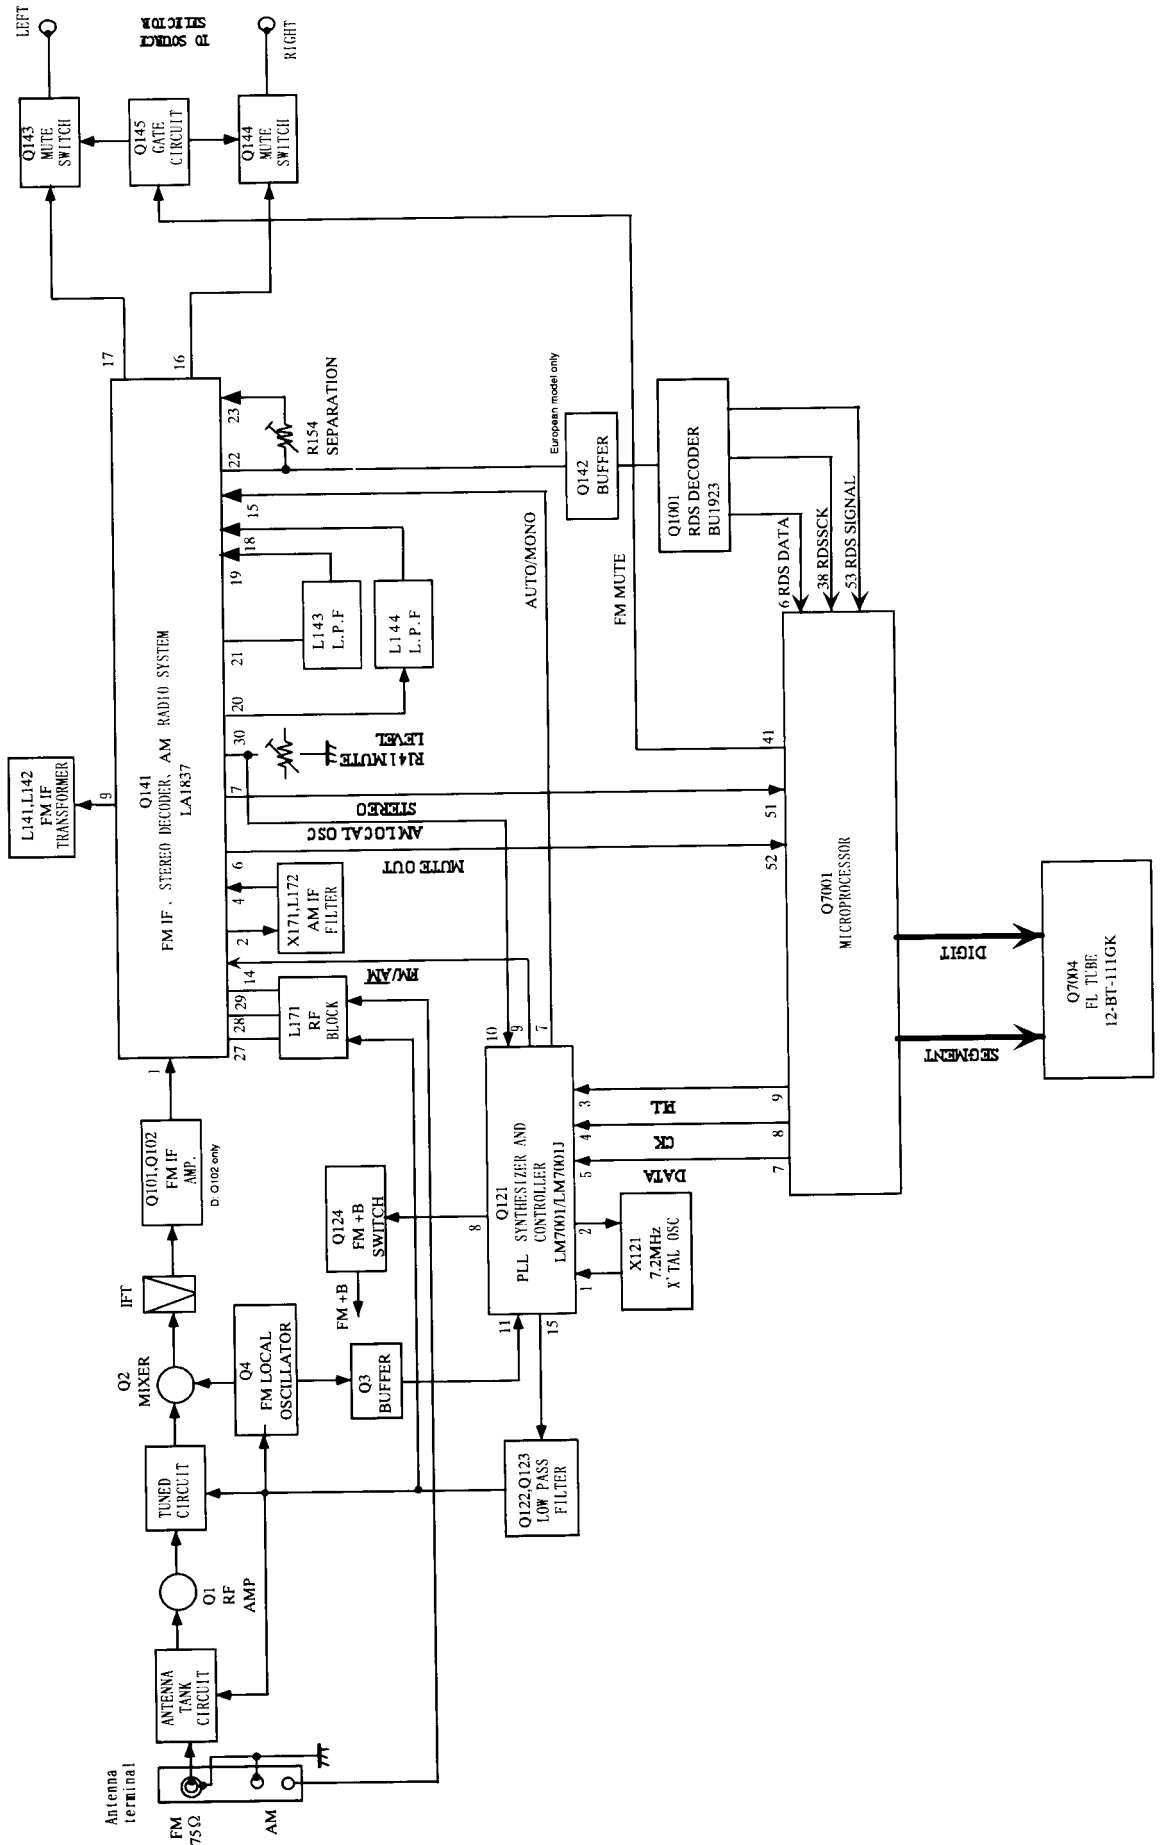 Antenna
terminal
FM
75Ω
AM
ANTENNA
TANK
CIRCUIT
Q1
RF
AMP
TUNED
CIRCUIT
Q2
MIXER
Q4
FM LOCAL
OSCILLATOR
Q3
BUFFER
Q122,Q123
LOW PASS
FILTER
IFT
Q101,Q102
FM IF
AMP.
D: Q102 only
Q124
FM +B
SWITCH
FM +B
Q121
PLL SYNTHESIZER AND
CONTROLLER
LM7001/LM7001J
11
15
8
10
9
7
1
2
5
4
3
X121
7.2MHz
X'TAL OSC
DATA
CK
PLL
7
8
9
L141,L142
FM IF
TRANSFORMER
9
Q141
FM IF、STEREO DECODER、AM RADIO SYSTEM
LA1837
1
27
28
29
14
2
4
6
7
30
20
21
19
18
15
22
23
17
16
L171
RF
BLOCK
FM/AM
X171,L172
AM IF
FILTER
MUTE OUT
AM LOCAL OSC
STEREO
R141 MUTE
LEVEL
L143
L.P.F
L144
L.P.F
AUTO/MONO
R154
SEPARATION
FM MUTE
European model only
Q142
BUFFER
Q1001
RDS DECODER
BU1923
6 RDS DATA
38 RDSSCK
53 RDS SIGNAL
52
51
41
Q7001
MICROPROCESSOR
SEGMENT
DIGIT
Q7004
FL TUBE
12-BT-111GK
Q143
MUTE
SWITCH
Q145
GATE
CIRCUIT
Q144
MUTE
SWITCH
LEFT
TO SOURCE
SELECTOR
RIGHT